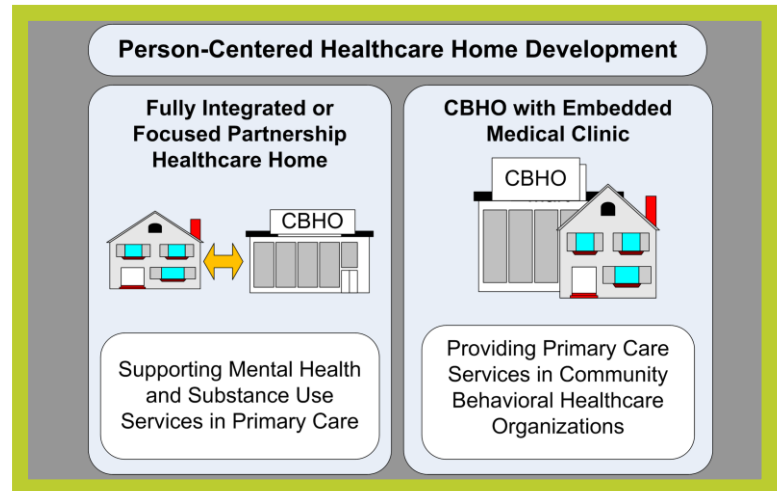 Person-Centered Healthcare Home Development
Fully Integrated or
Focused Partnership
Healthcare Home
CBHO
Supporting Mental Health
and Substance Use
Services in Primary Care
CBHO with Embedded
Medical Clinic
CBHO
Providing Primary Care
Services in Community
Behavioral Healthcare
Organizations